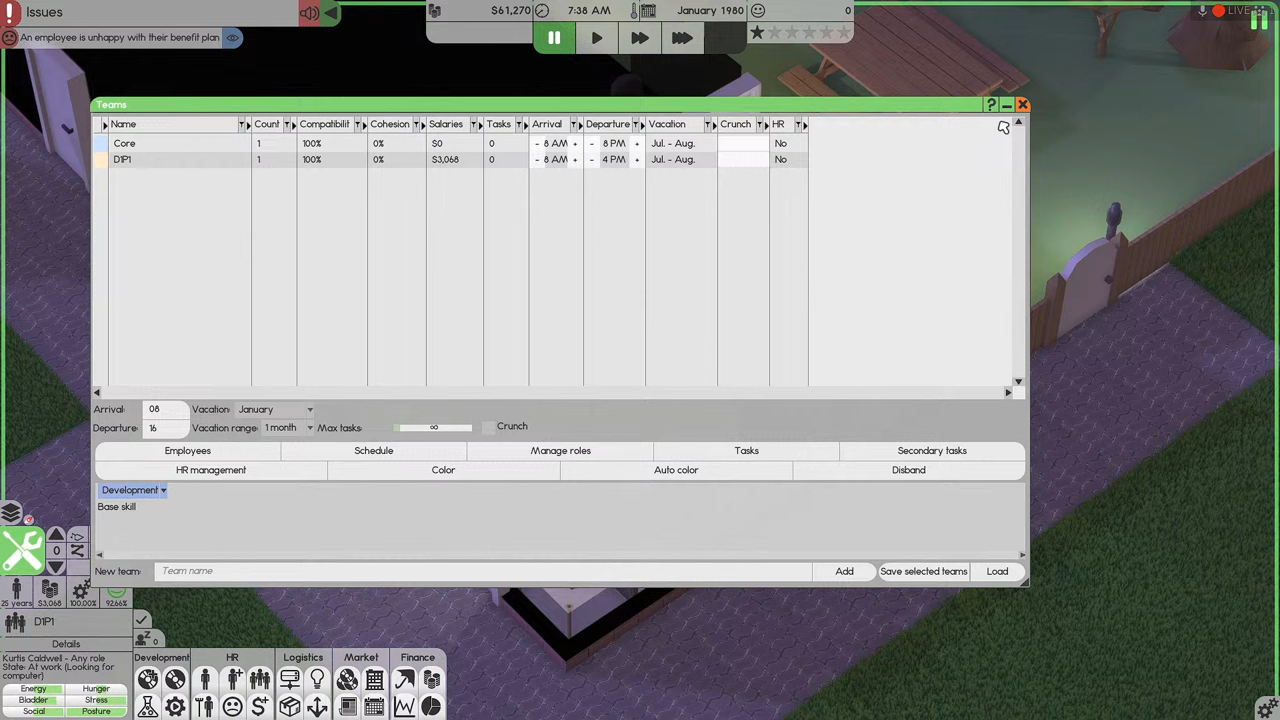 Issues
An employee is unhappy with their benefit plan
$61,270
7:38 AM
January 1980
0
LIVE
1
Teams
?
Name Count Compatibilit Cohesion Salaries Tasks Arrival Departure Vacation Crunch HR
Core 1 100% 0% $0 0 - 8 AM + - 8 PM + Jul. - Aug. No
D1P1 1 100% 0% $3,068 0 - 8 AM + - 4 PM + Jul. - Aug. No
Arrival: 08 Vacation: January
Departure: 16 Vacation range: 1 month Max tasks: ∞ Crunch
Employees Schedule Manage roles Tasks Secondary tasks
HR management Color Auto color Disband
Development
Base skill
New team: Team name Add Save selected teams Load
0
25 years $3,068 100.00% 92.66%
D1P1
Z 0
Details
Kurtis Caldwell - Any role
State: At work (Looking for
computer)
Energy Hunger
Bladder Stress
Social Posture
Development HR Logistics Market Finance